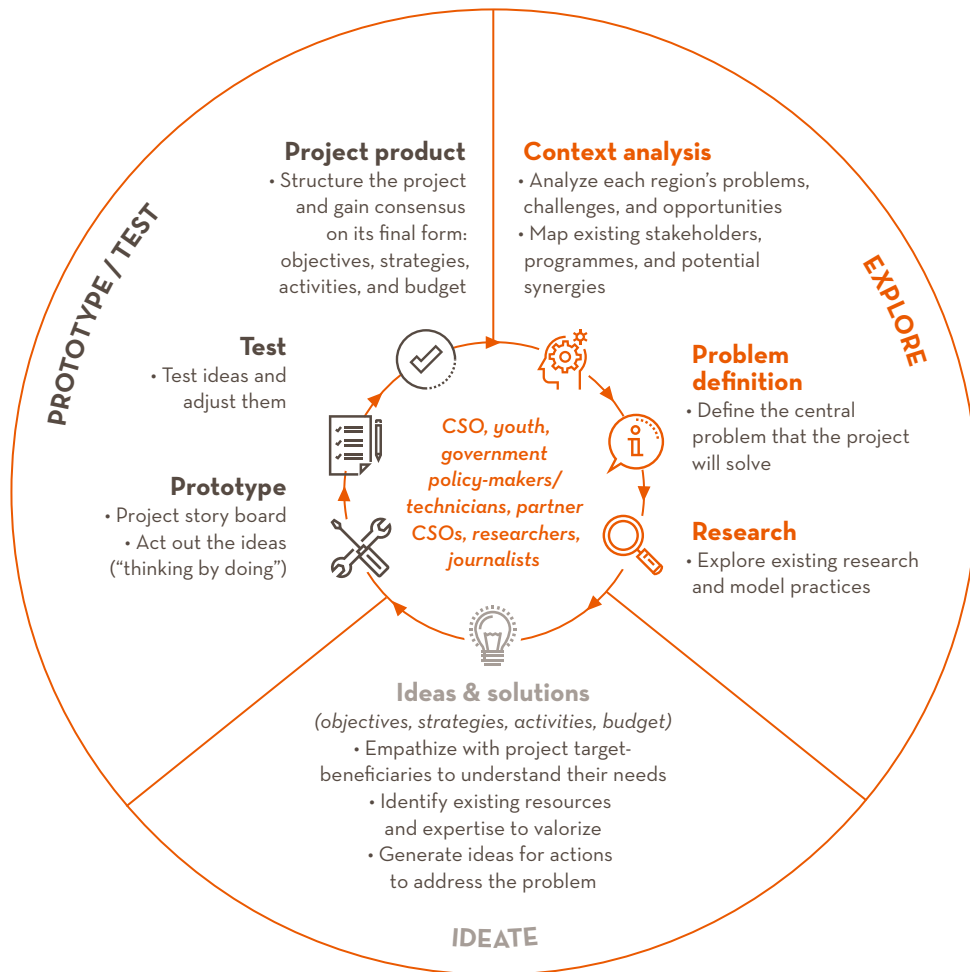 PROTOTYPE / TEST
EXPLORE
IDEATE
Context analysis
• Analyze each region's problems,
challenges, and opportunities
• Map existing stakeholders,
programmes, and potential
synergies
Problem
definition
• Define the central
problem that the project
will solve
Research
• Explore existing research
and model practices
Ideas & solutions
(objectives, strategies, activities, budget)
• Empathize with project target-
beneficiaries to understand their needs
• Identify existing resources
and expertise to valorize
• Generate ideas for actions
to address the problem
Prototype
• Project story board
• Act out the ideas
(“thinking by doing”)
Test
• Test ideas and
adjust them
Project product
• Structure the project
and gain consensus
on its final form:
objectives, strategies,
activities, and budget
CSO, youth,
government
policy-makers/
technicians, partner
CSOs, researchers,
journalists